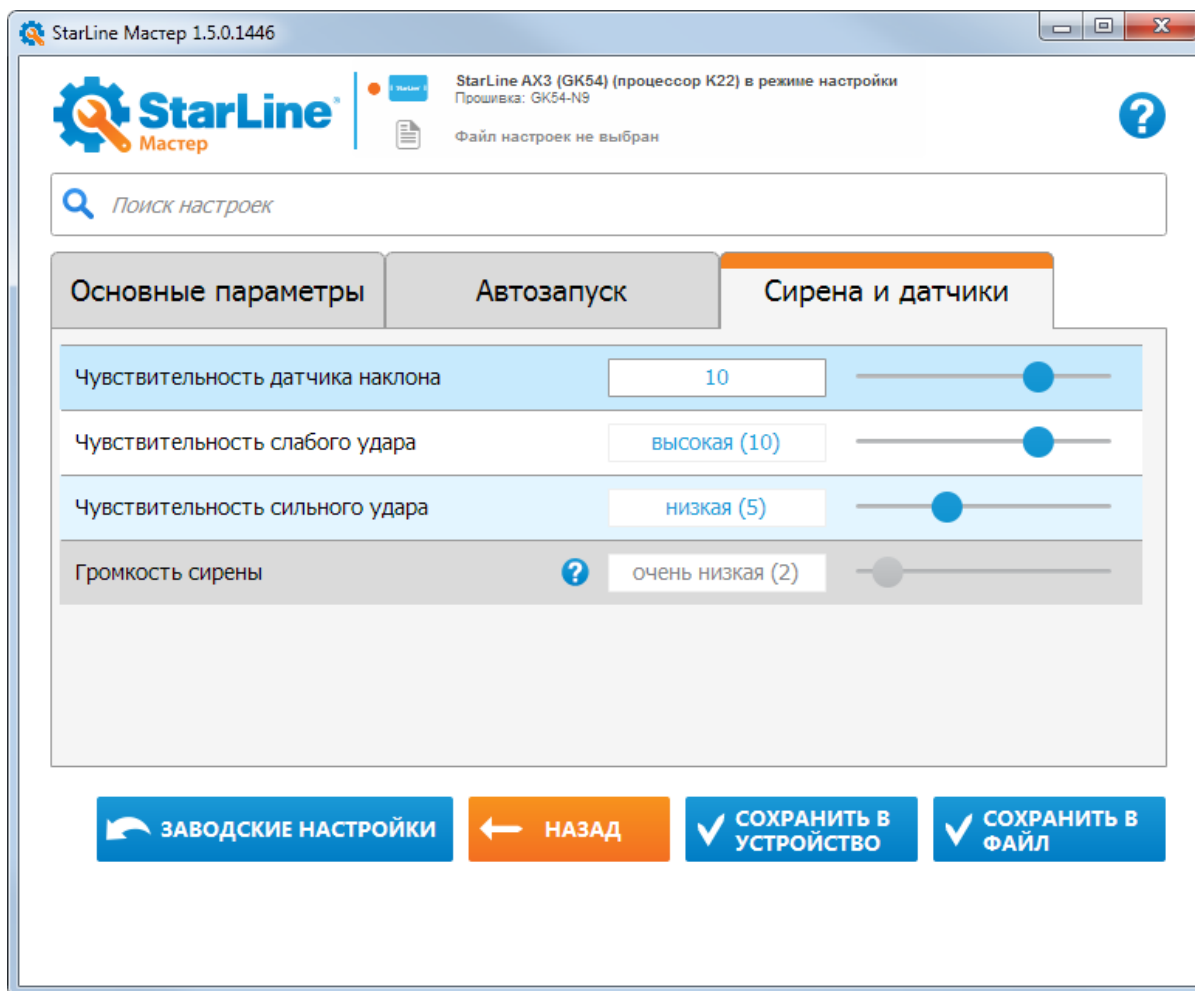 StarLine Мастер 1.5.0.1446
StarLine
Мастер
StarLine AX3 (GK54) (процессор K22) в режиме настройки
Прошивка: GK54-N9
Файл настроек не выбран
?
Поиск настроек
Основные параметры
Автозапуск
Сирена и датчики
Чувствительность датчика наклона
10
Чувствительность слабого удара
высокая (10)
Чувствительность сильного удара
низкая (5)
Громкость сирены
?
очень низкая (2)
ЗАВОДСКИЕ НАСТРОЙКИ
НАЗАД
СОХРАНИТЬ В
УСТРОЙСТВО
СОХРАНИТЬ В
ФАЙЛ